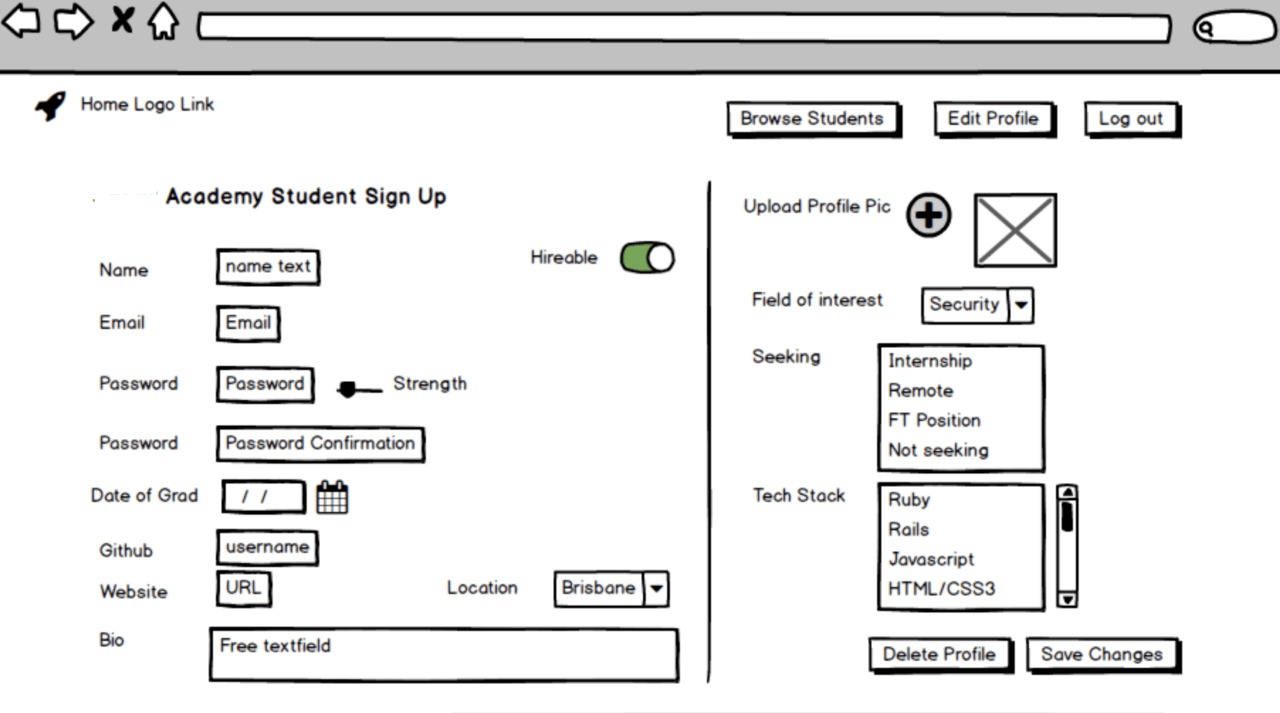 Home Logo Link
Browse Students
Edit Profile
Log out
Academy Student Sign Up
Name
name text
Hireable
Email
Email
Password
Password
Strength
Password
Password Confirmation
Date of Grad
/ /
Github
username
Website
URL
Location
Brisbane
Bio
Free textfield
Upload Profile Pic
Field of interest
Security
Seeking
Internship
Remote
FT Position
Not seeking
Tech Stack
Ruby
Rails
Javascript
HTML/CSS3
Delete Profile
Save Changes